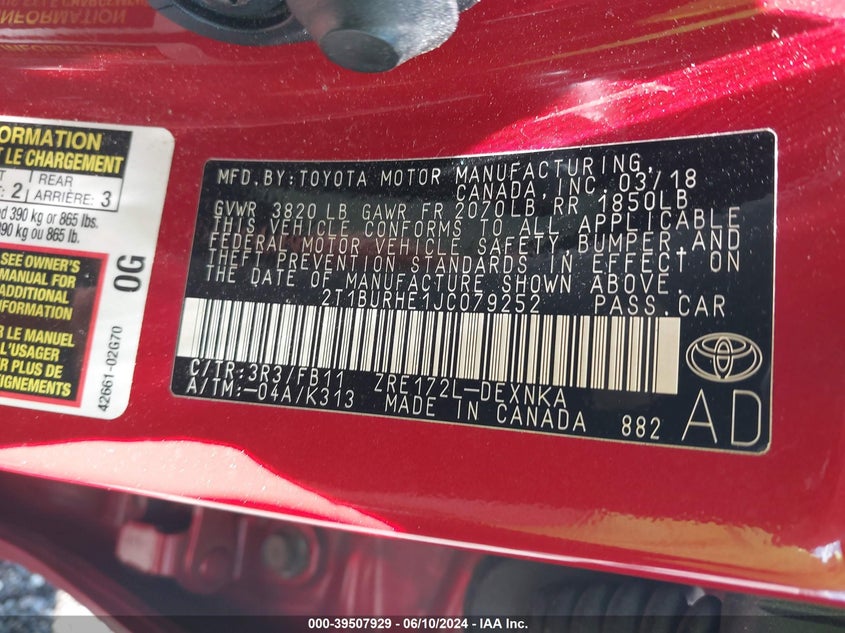 INFORMATION
ORMATION
T LE CHARGEMENT
REAR
2
ARRIÈRE: 3
d 390 kg or 865 lbs.
90 kg ou 865 lb.
SEE OWNER'S
MANUAL FOR
ADDITIONAL
INFORMATION
LE MANUEL
L'USAGER
PLUS DE
SEIGNEMENTS
0G
42661-02G70
MFD.BY:TOYOTA MOTOR MANUFACTURING,
CANADA,INC. 03/18
GVWR 3820 LB GAWR FR 2070LB,RR 1850LB
THIS VEHICLE CONFORMS TO ALL APPLICABLE
FEDERAL MOTOR VEHICLE SAFETY, BUMPER,AND
THEFT PREVENTION STANDARDS IN EFFECT ON
THE DATE OF MANUFACTURE SHOWN ABOVE.
2T1BURHE1JC079252 PASS.CAR
C/TR:3R3/FB11 ZRE172L-DEXNKA
A/TM:-04A/K313 MADE IN CANADA 882
AD
000-39507929 - 06/10/2024 - IAA Inc.